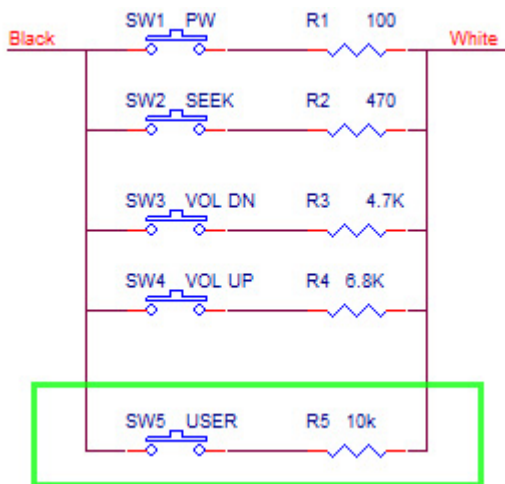 SW1 PW R1 100
Black White
SW2 SEEK R2 470
SW3 VOL DN R3 4.7K
SW4 VOL UP R4 6.8K
SW5 USER R5 10k